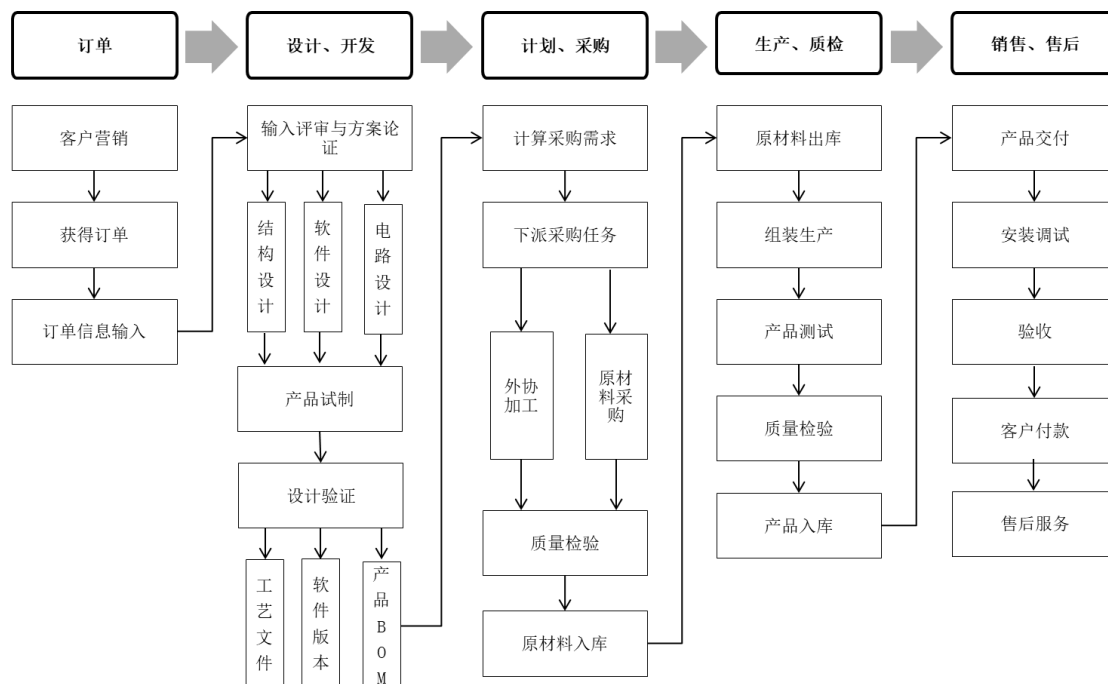 订单
设计、开发
计划、采购
生产、质检
销售、售后
客户营销
获得订单
订单信息输入
输入评审与方案论
证
结构设计
软件设计
电路设计
产品试制
设计验证
工艺文件
软件版本
产品BOM
计算采购需求
下派采购任务
外协
加工
原材
料采
购
质量检验
原材料入库
原材料出库
组装生产
产品测试
质量检验
产品入库
产品交付
安装调试
验收
客户付款
售后服务